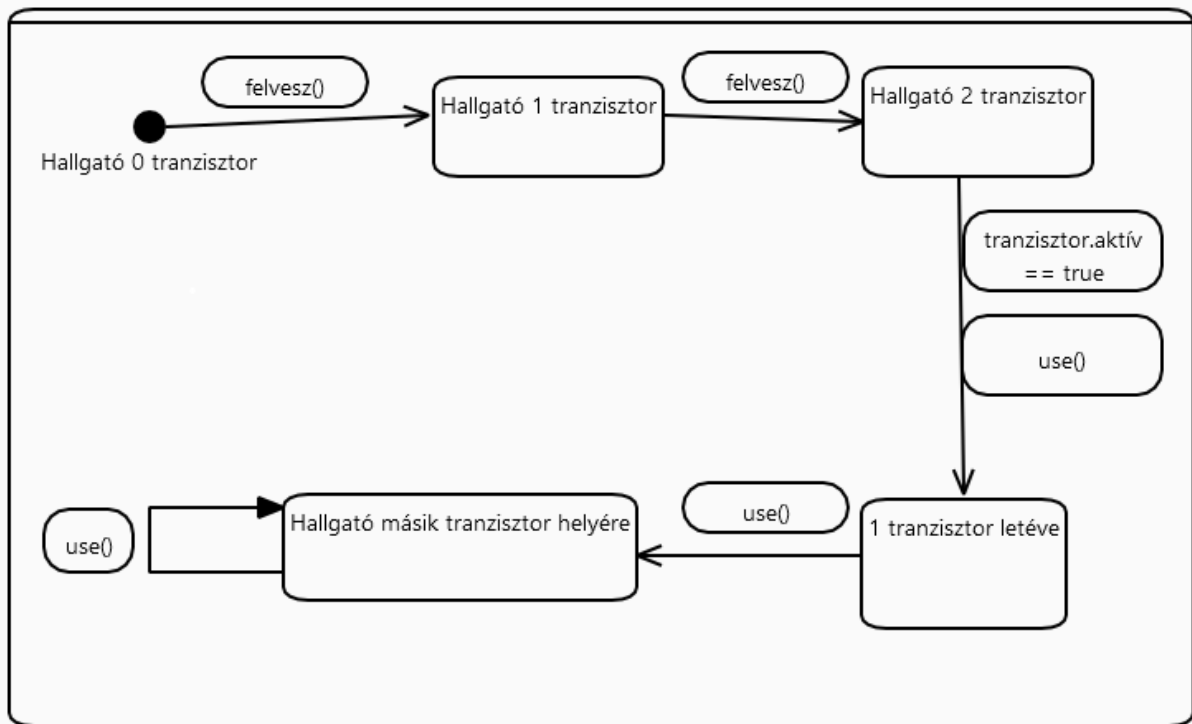 felvesz()
Hallgató 0 tranzisztor
Hallgató 1 tranzisztor
felvesz()
Hallgató 2 tranzisztor
tranzisztor.aktív
== true
use()
1 tranzisztor letéve
use()
Hallgató másik tranzisztor helyére
use()